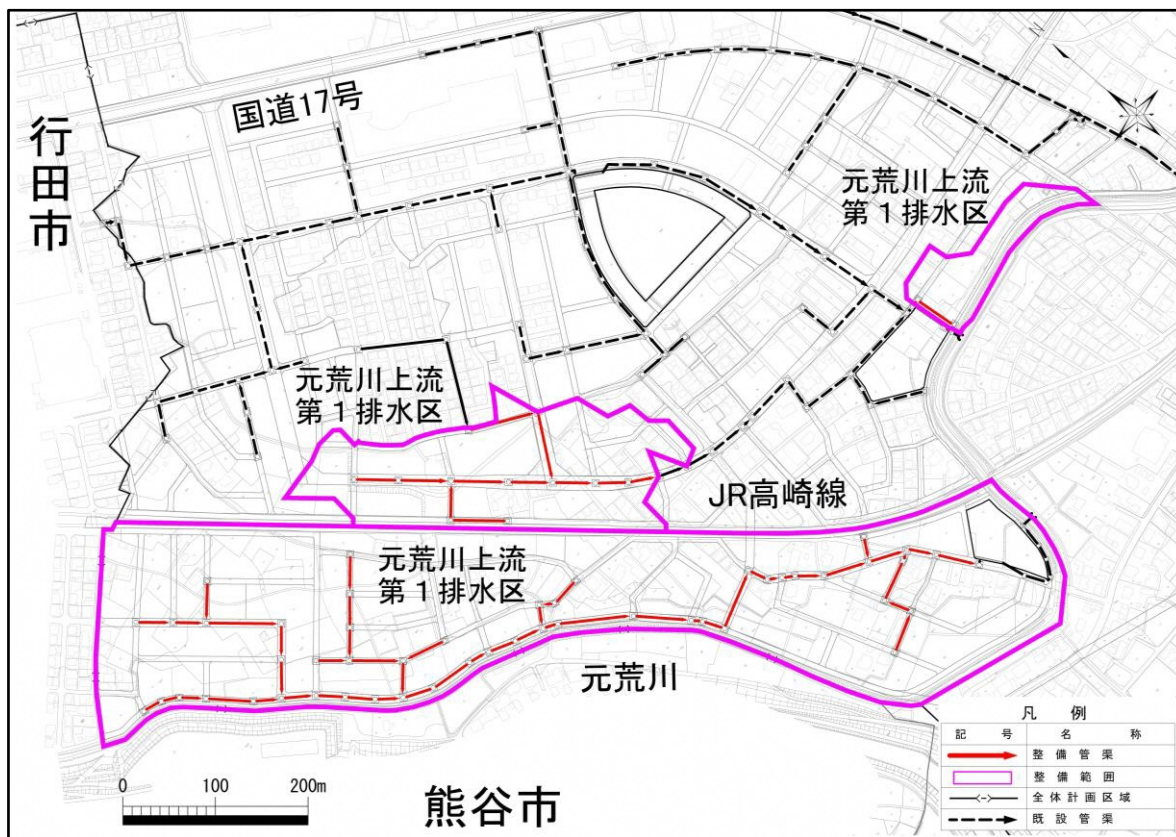 国道17号
行田市
元荒川上流
第1排水区
元荒川上流
第1排水区
JR高崎線
元荒川上流
第1排水区
元荒川
熊谷市
0 100 200m
N
凡例
記号 名称
整備管渠
整備範囲
全体計画区域
既設管渠